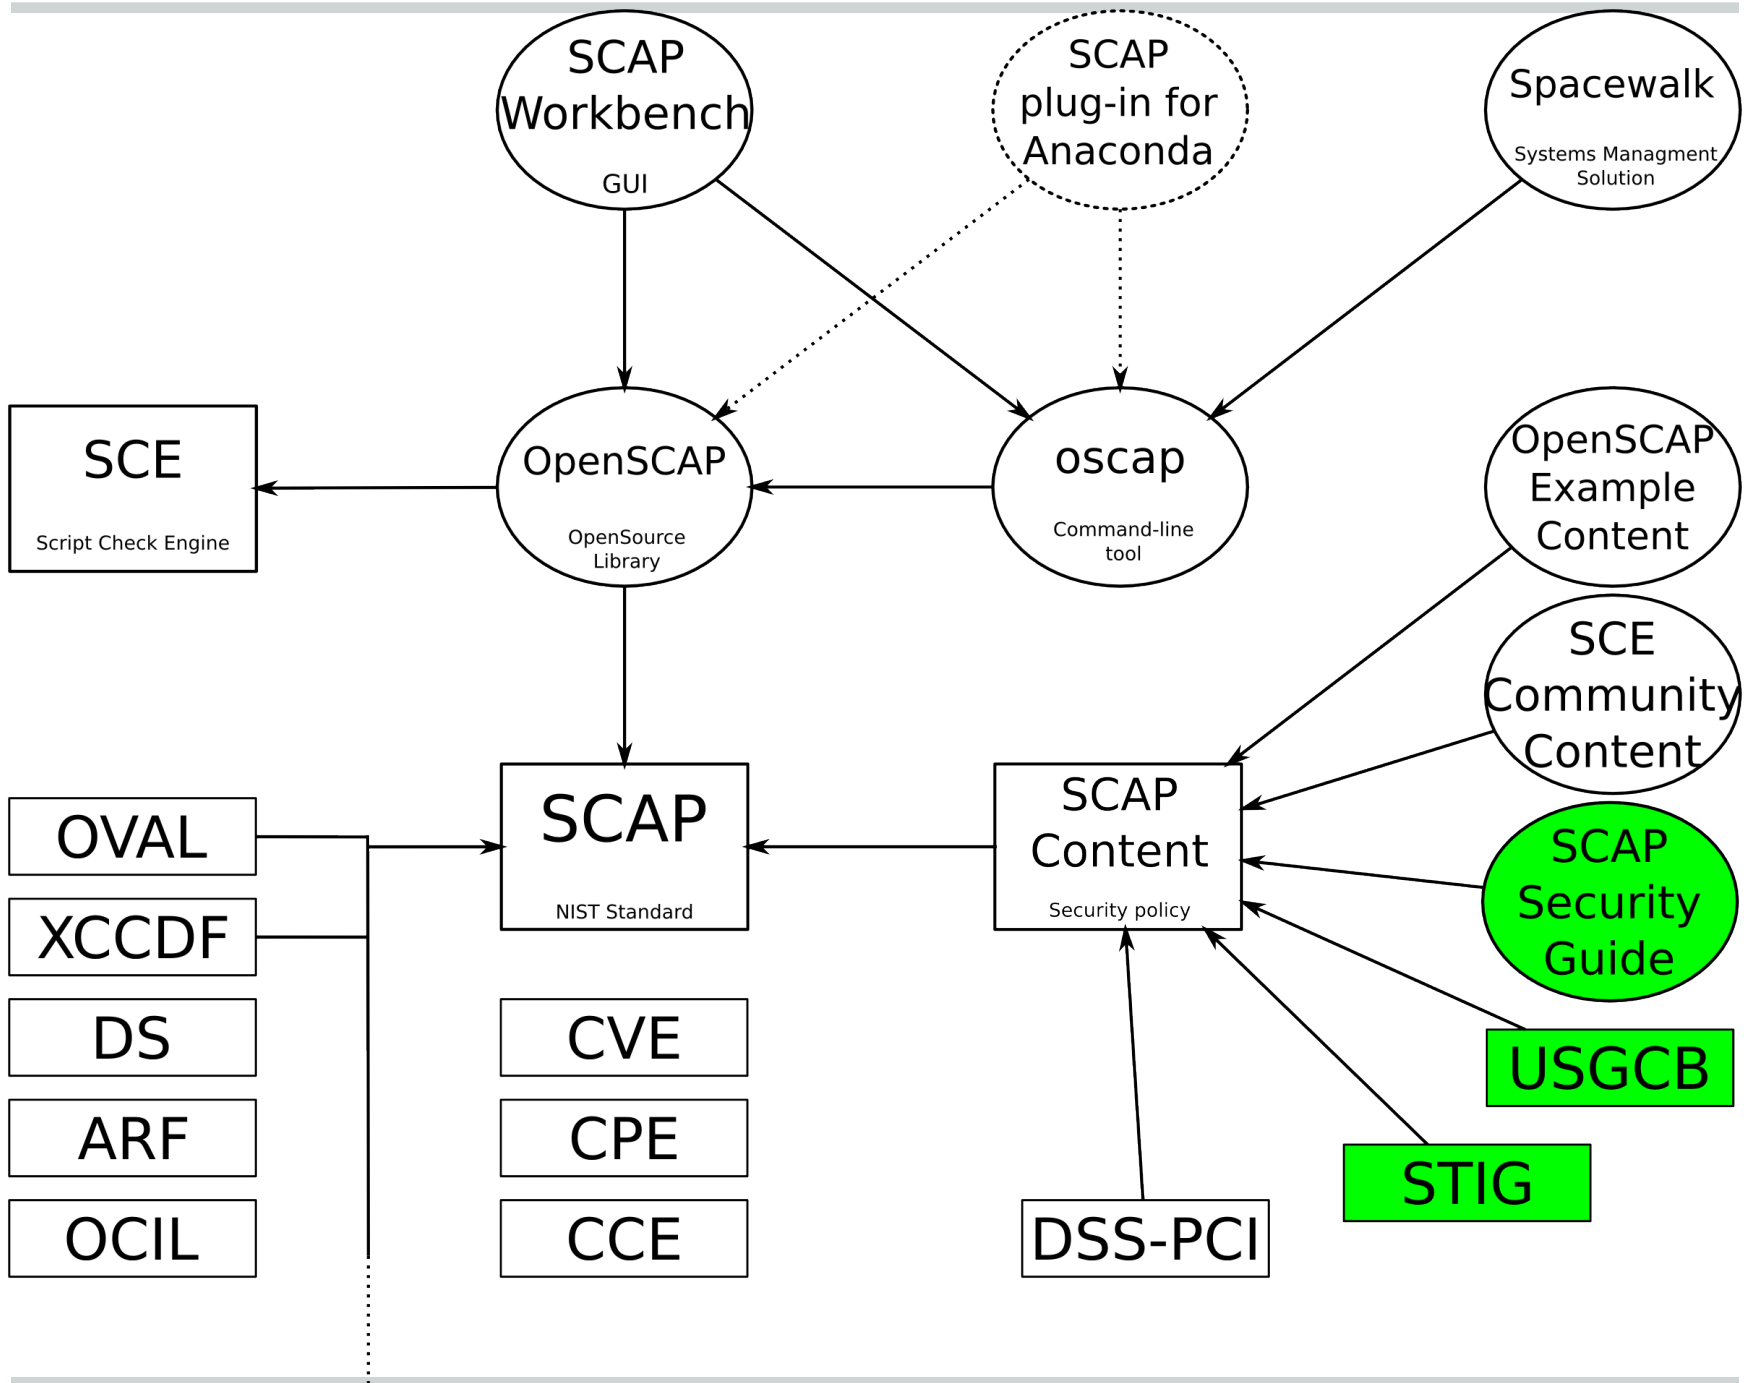 SCAP
Workbench
GUI
SCAP
plug-in for
Anaconda
Spacewalk
Systems Managment
Solution
SCE
Script Check Engine
OpenSCAP
OpenSource
Library
oscap
Command-line
tool
OpenSCAP
Example
Content
SCE
Community
Content
OVAL
XCCDF
DS
ARF
OCIL
SCAP
NIST Standard
CVE
CPE
CCE
SCAP
Content
Security policy
SCAP
Security
Guide
USGCB
STIG
DSS-PCI